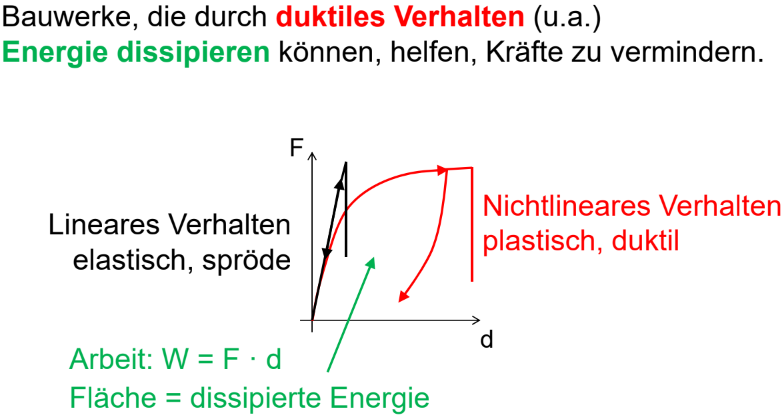 Bauwerke, die durch duktiles Verhalten (u.a.)
Energie dissipieren können, helfen, Kräfte zu vermindern.
F
Lineares Verhalten
elastisch, spröde
Nichtlineares Verhalten
plastisch, duktil
d
Arbeit: W = F · d
Fläche = dissipierte Energie